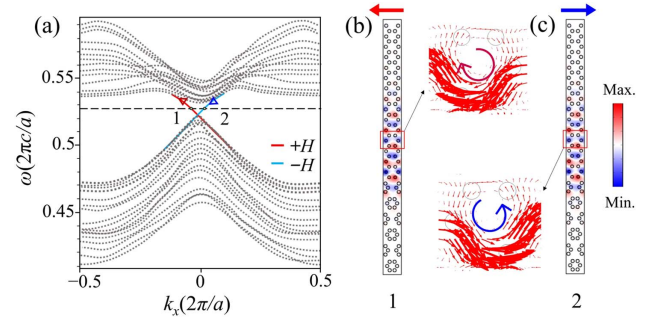 (a)
0.55
0.5
0.45
ω(2πc/a)
1
2
+H
−H
−0.5
0
0.5
kₓ(2π/a)
(b)
1
(c)
2
Max.
Min.